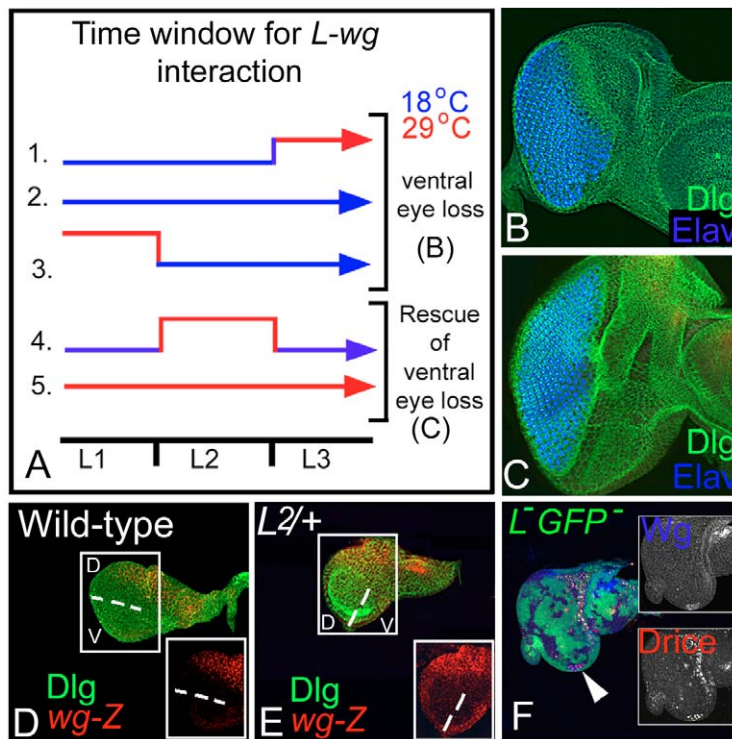 Time window for L-wg
interaction
18°C
29°C
1.
2.
3.
4.
5.
ventral
eye loss
(B)
Rescue
of
ventral
eye loss
(C)
A
L1
L2
L3
Dlg
Elav
B
Dlg
Elav
C
Wild-type
D
V
Dlg
wg-Z
D
L2/+
D
V
Dlg
wg-Z
E
L- GFP-
Wg
Drice
F